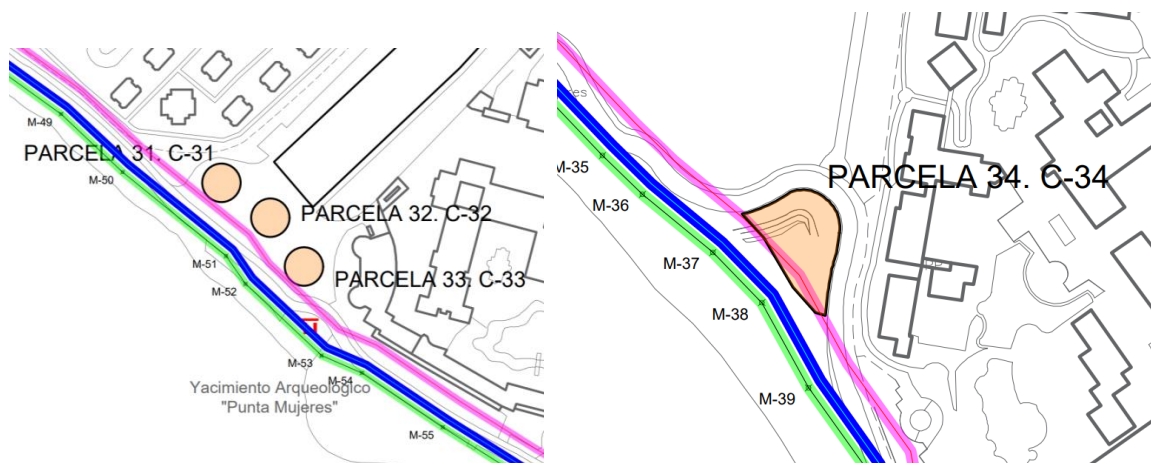 M-49
PARCELA 31. C-31
M-50
PARCELA 32. C-32
M-51
PARCELA 33. C-33
M-52
M-53
M-54
Yacimiento Arqueológico
"Punta Mujeres"
M-55
M-35
PARCELA 34. C-34
M-36
M-37
M-38
M-39